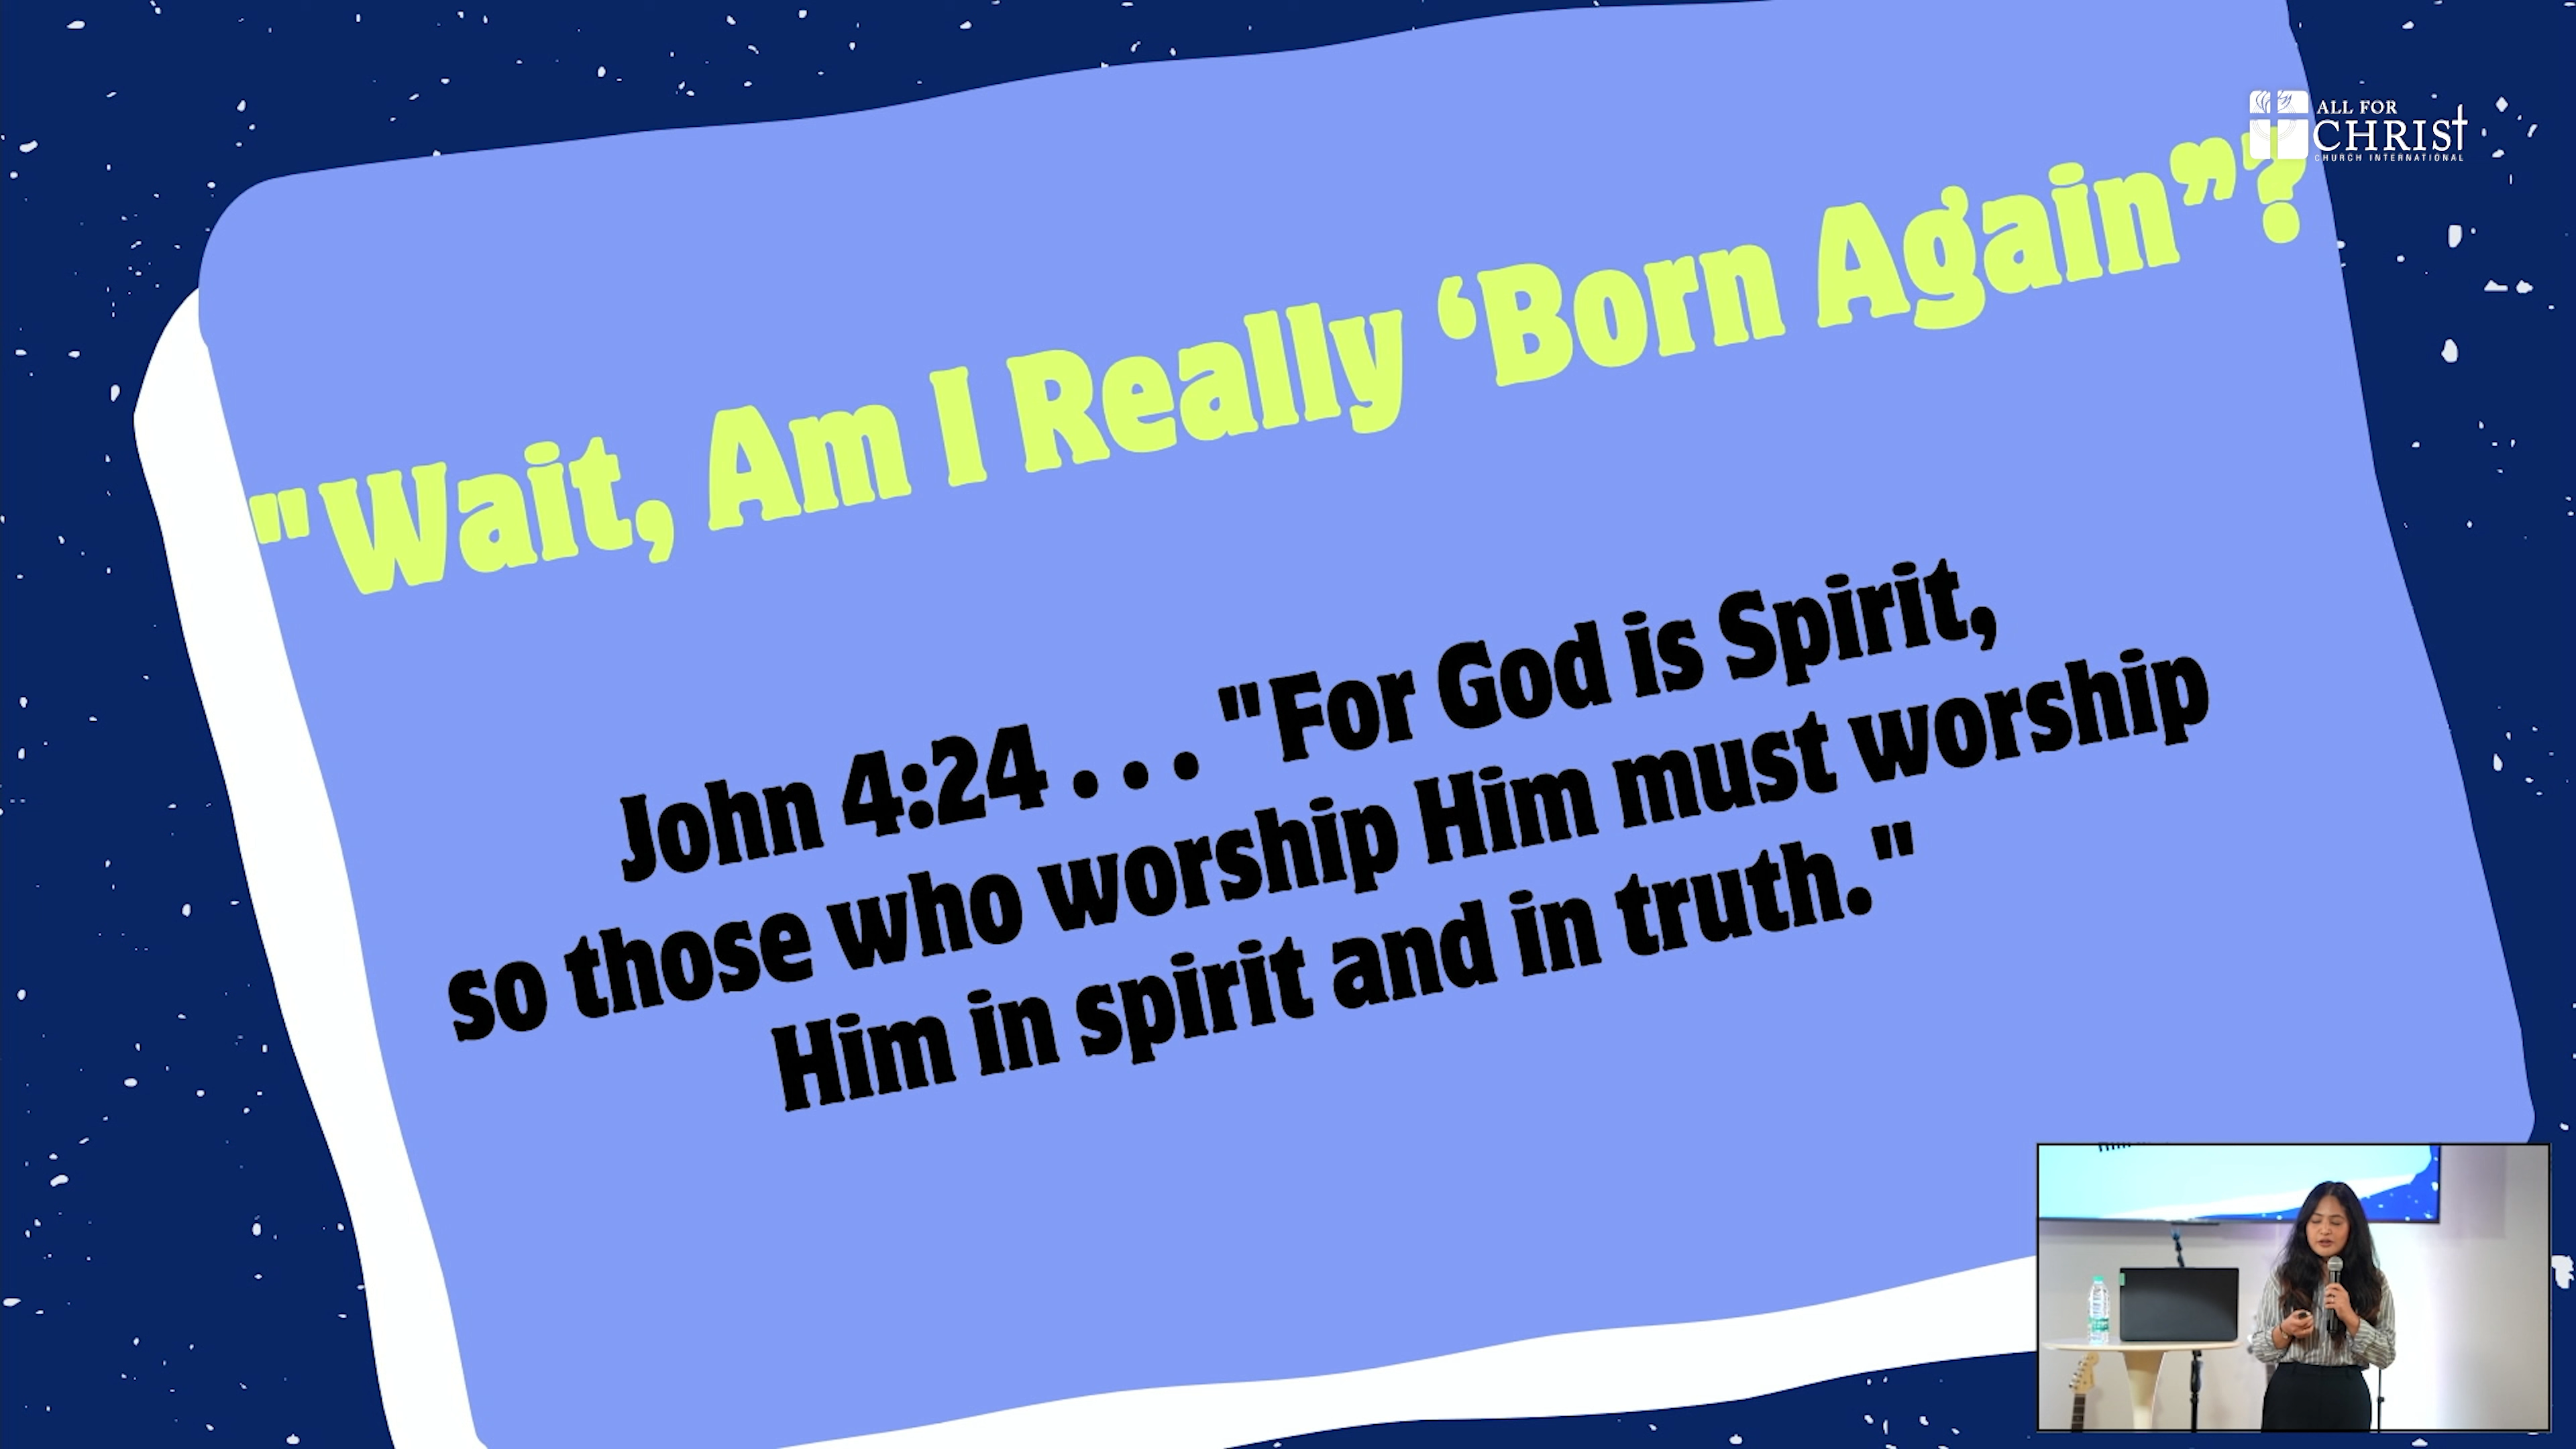 ALL FOR
CHRIST
CHURCH INTERNATIONAL
"Wait, Am I Really ‘Born Again”?
John 4:24 . . . "For God is Spirit,
so those who worship Him must worship
Him in spirit and in truth."